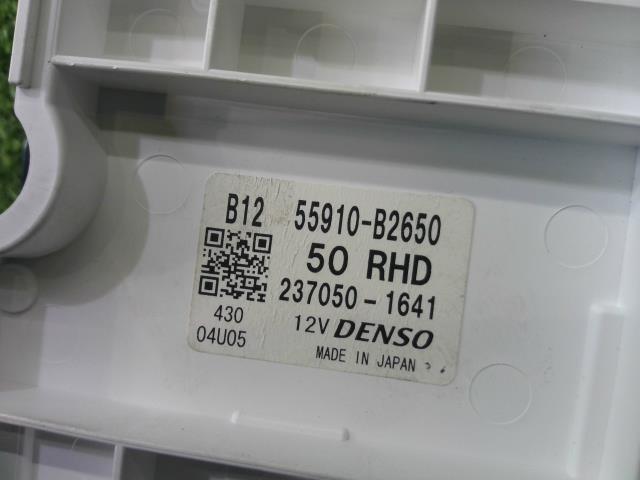 B12 55910-B2650
50 RHD
237050-1641
430
04U05
12V DENSO
MADE IN JAPAN